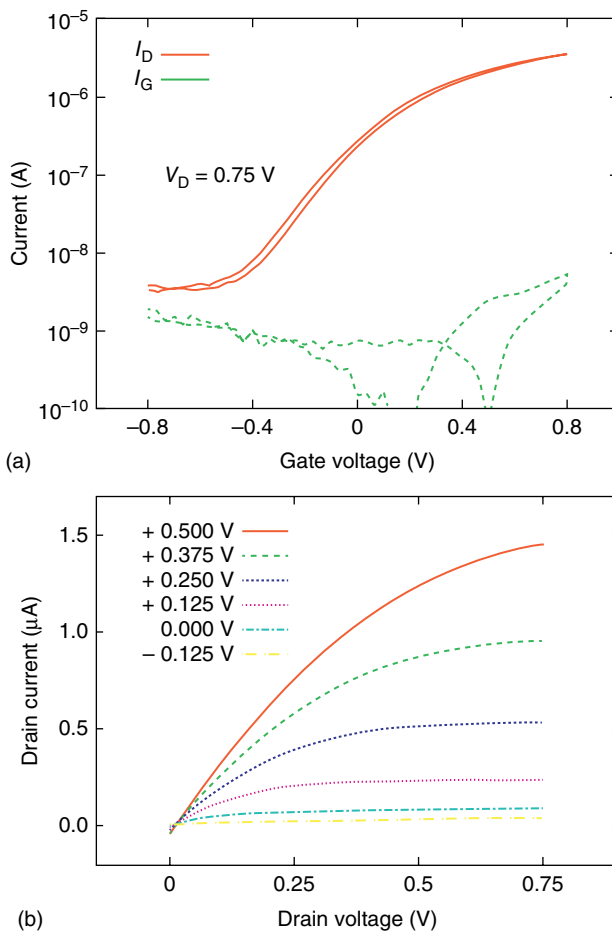 10⁻⁵
I_D
I_G
10⁻⁶
V_D = 0.75 V
10⁻⁷
Current (A)
10⁻⁸
10⁻⁹
10⁻¹⁰
−0.8 −0.4 0 0.4 0.8
(a) Gate voltage (V)
1.5
+ 0.500 V
+ 0.375 V
+ 0.250 V
+ 0.125 V
0.000 V
− 0.125 V
1.0
Drain current (µA)
0.5
0.0
0 0.25 0.5 0.75
(b) Drain voltage (V)